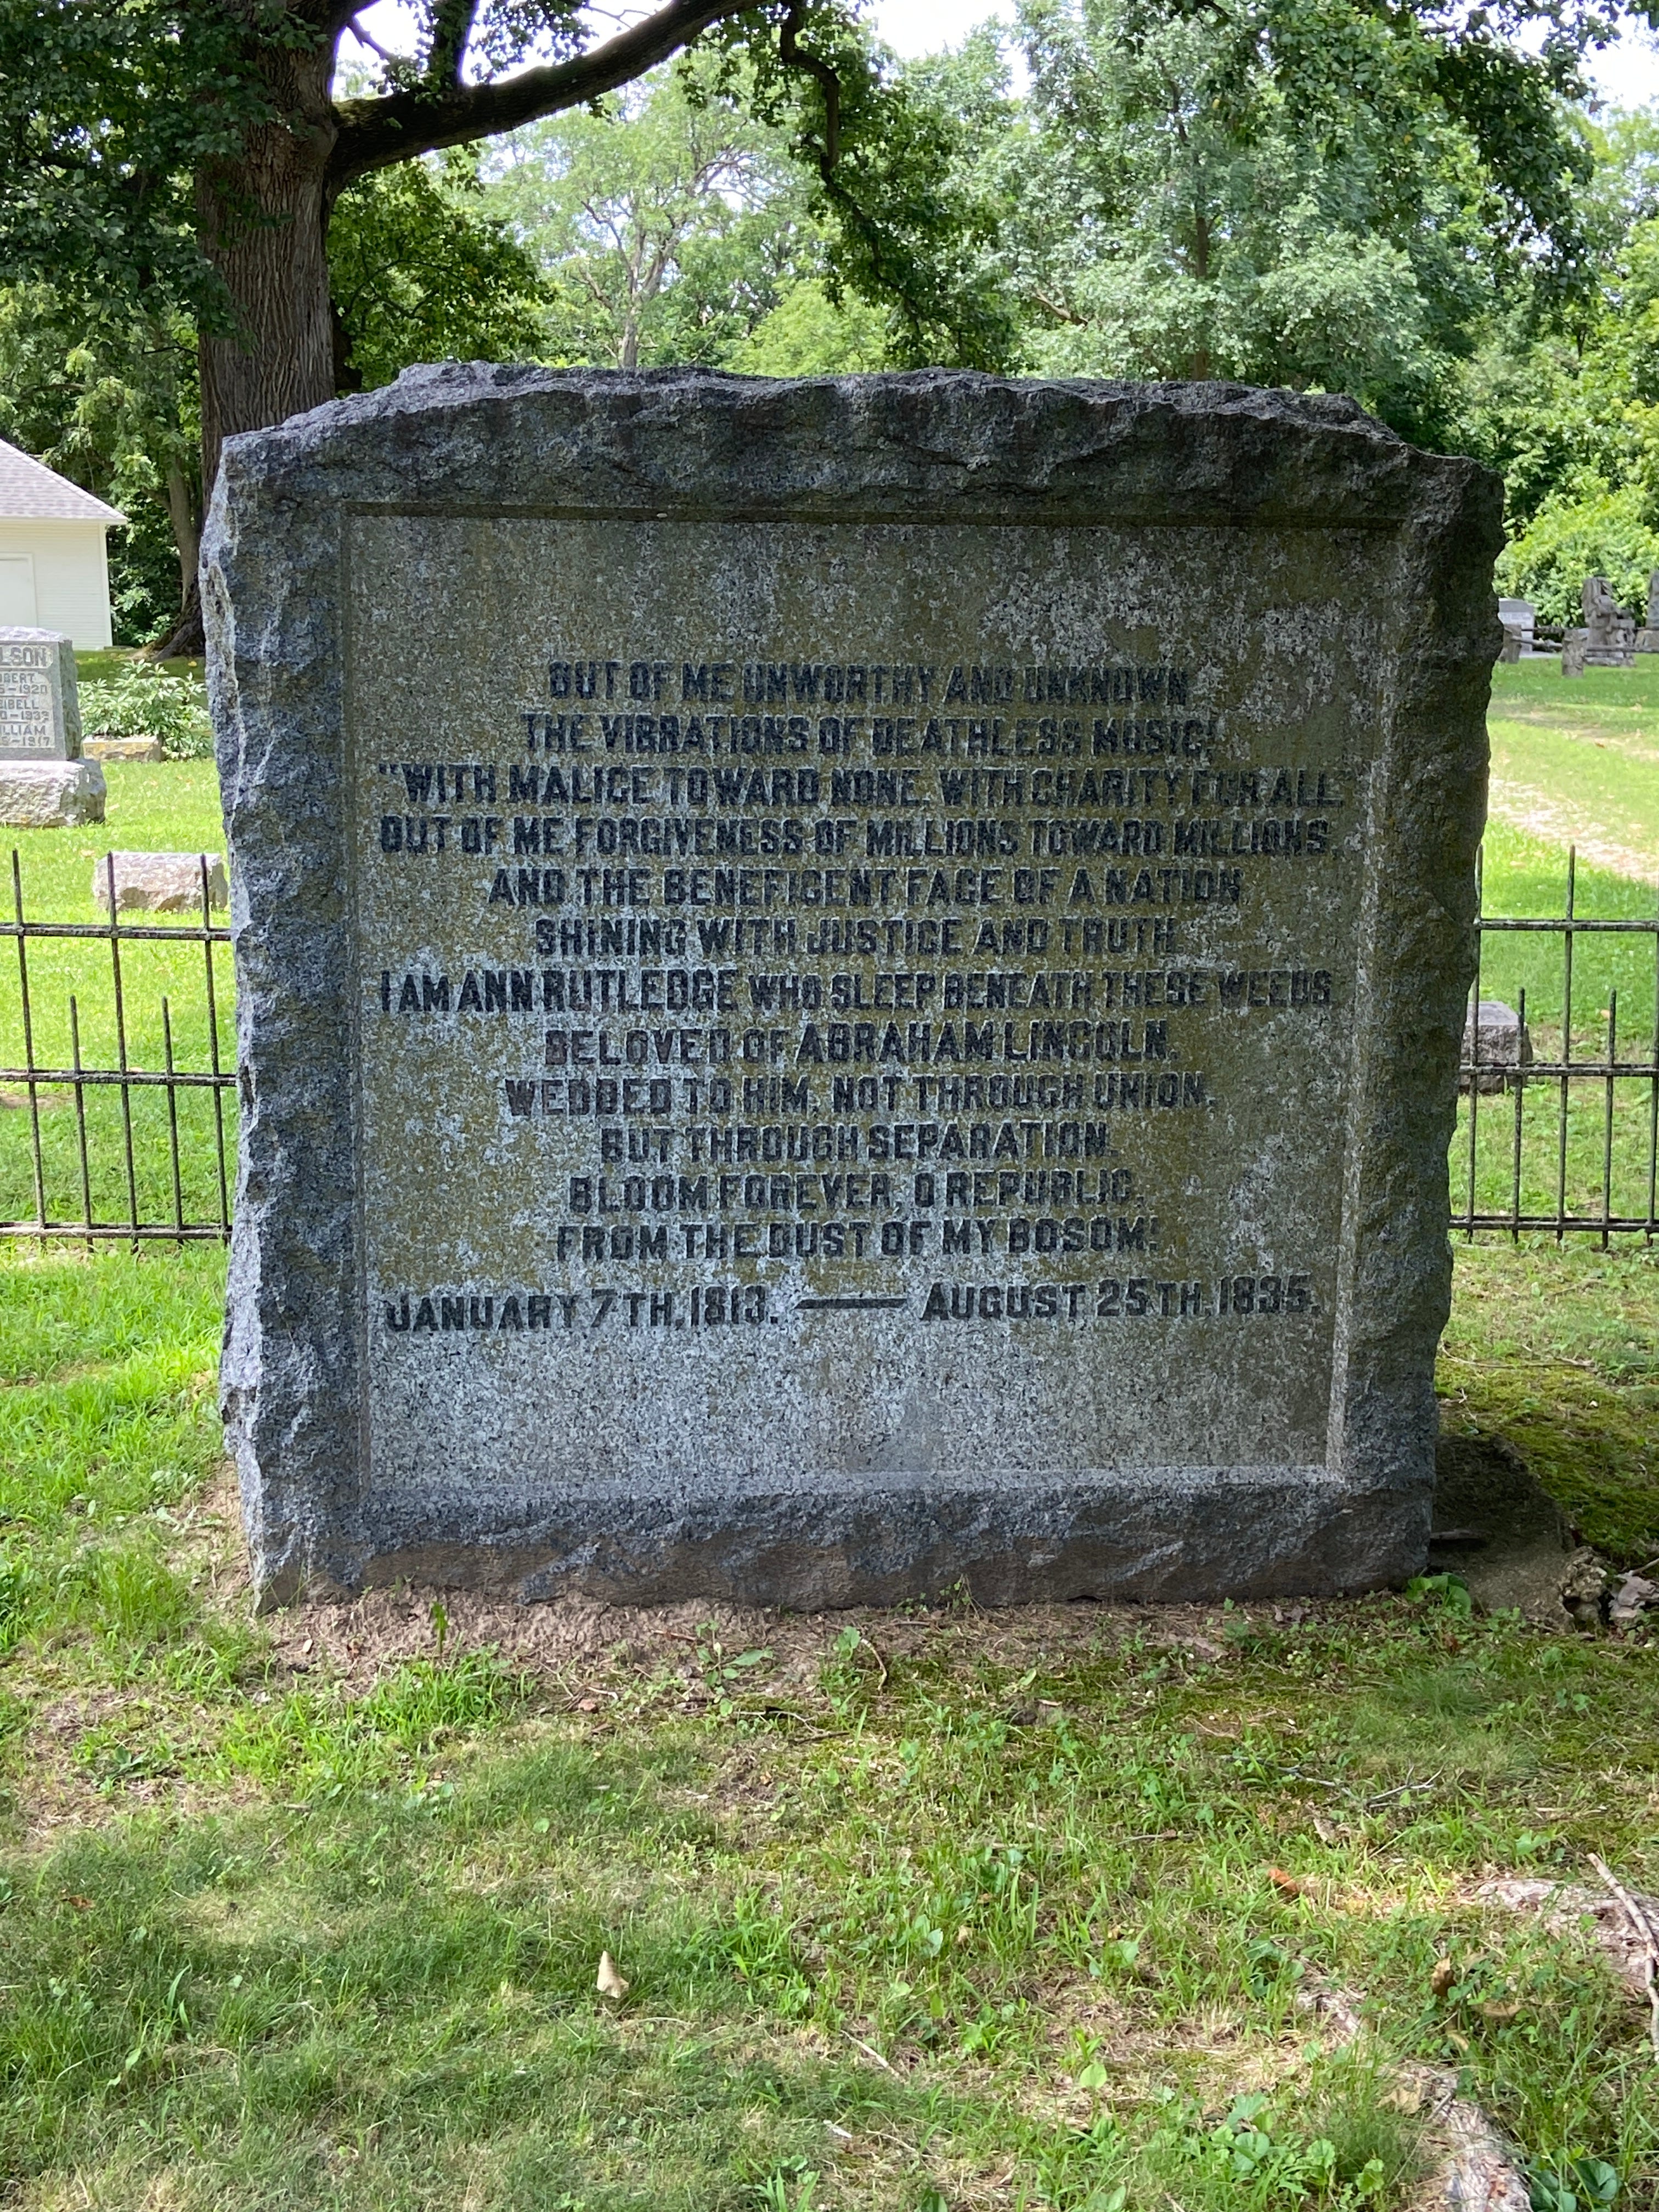 OUT OF ME UNWORTHY AND UNKNOWN
THE VIBRATIONS OF DEATHLESS MUSIC!
"WITH MALICE TOWARD NONE, WITH CHARITY FOR ALL"
OUT OF ME FORGIVENESS OF MILLIONS TOWARD MILLIONS,
AND THE BENEFICENT FACE OF A NATION
SHINING WITH JUSTICE AND TRUTH.
I AM ANN RUTLEDGE WHO SLEEP BENEATH THESE WEEDS.
BELOVED OF ABRAHAM LINCOLN,
WEDDED TO HIM, NOT THROUGH UNION,
BUT THROUGH SEPARATION.
BLOOM FOREVER, O REPUBLIC,
FROM THE DUST OF MY BOSOM!
JANUARY 7TH, 1813. — AUGUST 25TH, 1835.